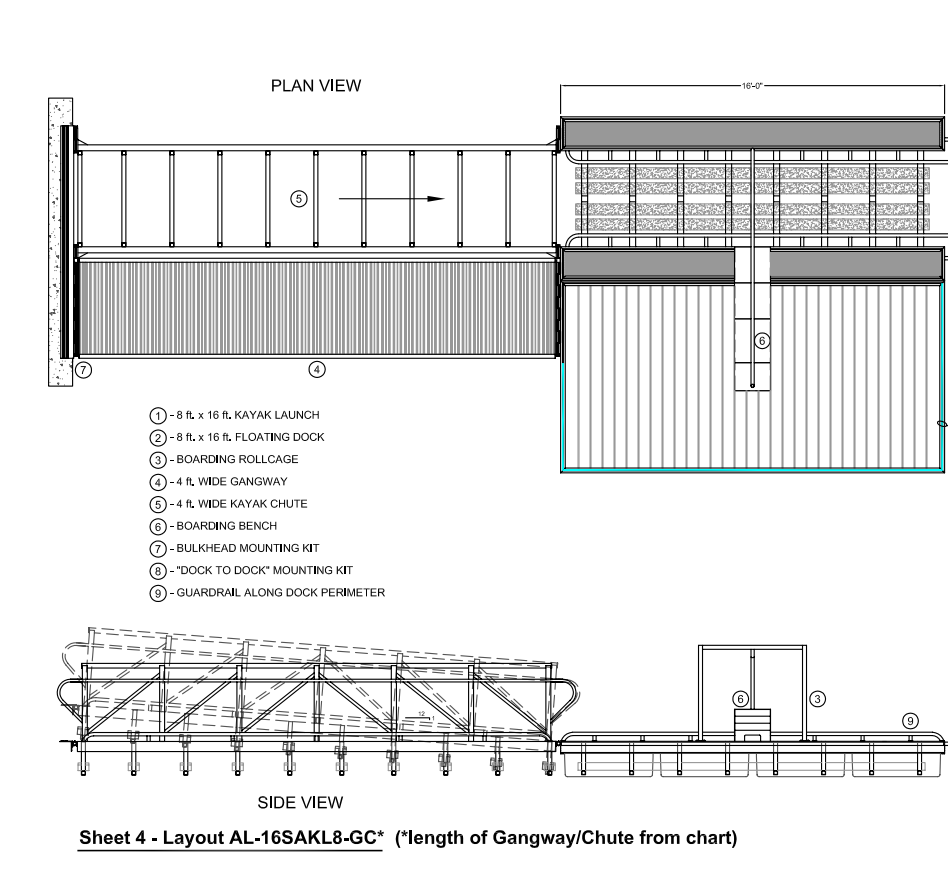 PLAN VIEW
16'-0"
5
6
7
4
1 - 8 ft. x 16 ft. KAYAK LAUNCH
2 - 8 ft. x 16 ft. FLOATING DOCK
3 - BOARDING ROLLCAGE
4 - 4 ft. WIDE GANGWAY
5 - 4 ft. WIDE KAYAK CHUTE
6 - BOARDING BENCH
7 - BULKHEAD MOUNTING KIT
8 - "DOCK TO DOCK" MOUNTING KIT
9 - GUARDRAIL ALONG DOCK PERIMETER
6
3
9
12
1
SIDE VIEW
Sheet 4 - Layout AL-16SAKL8-GC* (*length of Gangway/Chute from chart)